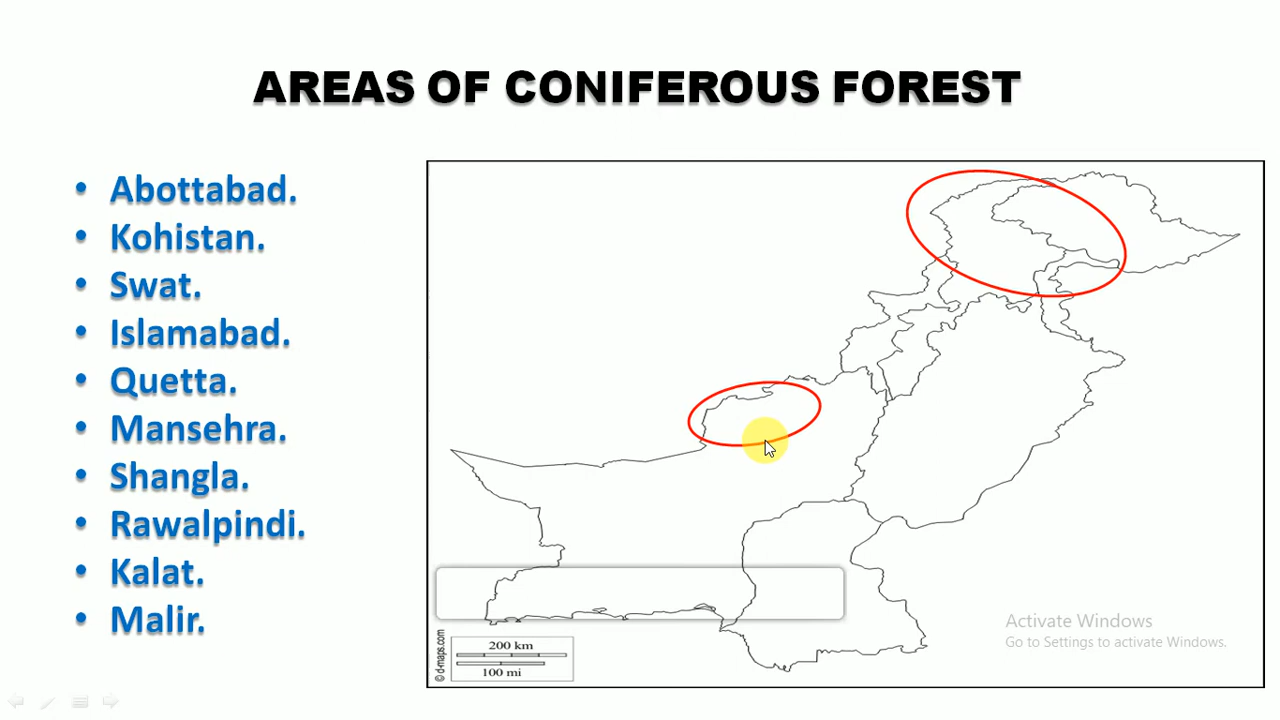 AREAS OF CONIFEROUS FOREST
• Abottabad.
• Kohistan.
• Swat.
• Islamabad.
• Quetta.
• Mansehra.
• Shangla.
• Rawalpindi.
• Kalat.
• Malir.
© d-maps.com
200 km
100 mi
Activate Windows
Go to Settings to activate Windows.